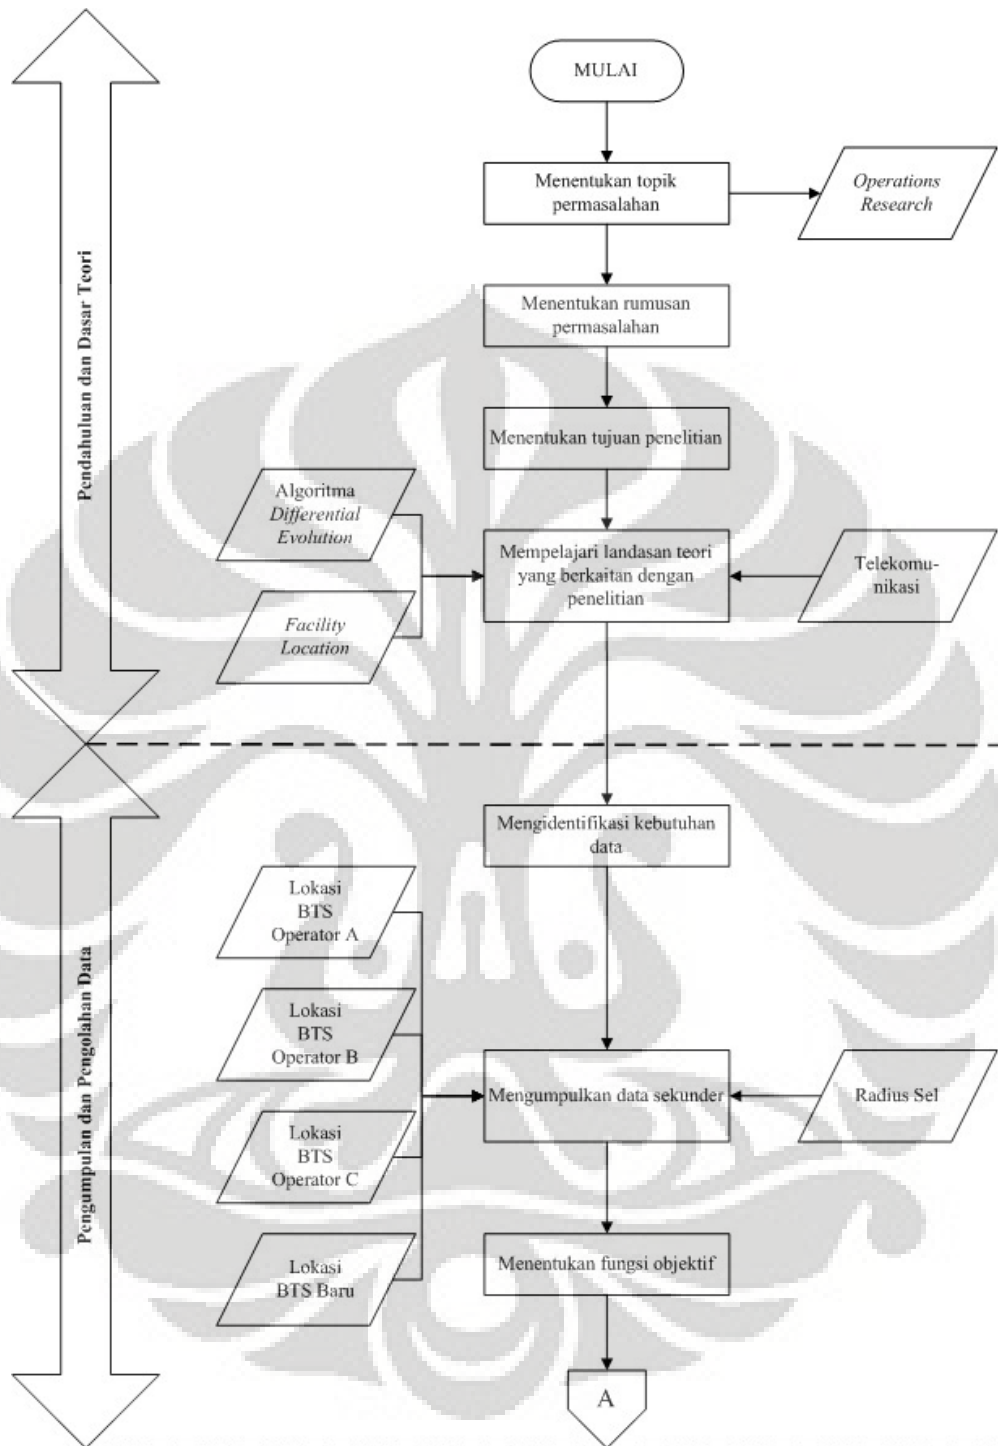 MULAI
Menentukan topik
permasalahan
Operations
Research
Menentukan rumusan
permasalahan
Menentukan tujuan penelitian
Algoritma
Differential
Evolution
Facility
Location
Mempelajari landasan teori
yang berkaitan dengan
penelitian
Telekomu-
nikasi
Pendahuluan dan Dasar Teori
Mengidentifikasi kebutuhan
data
Lokasi
BTS
Operator A
Lokasi
BTS
Operator B
Lokasi
BTS
Operator C
Lokasi
BTS Baru
Mengumpulkan data sekunder
Radius Sel
Menentukan fungsi objektif
Pengumpulan dan Pengolahan Data
A